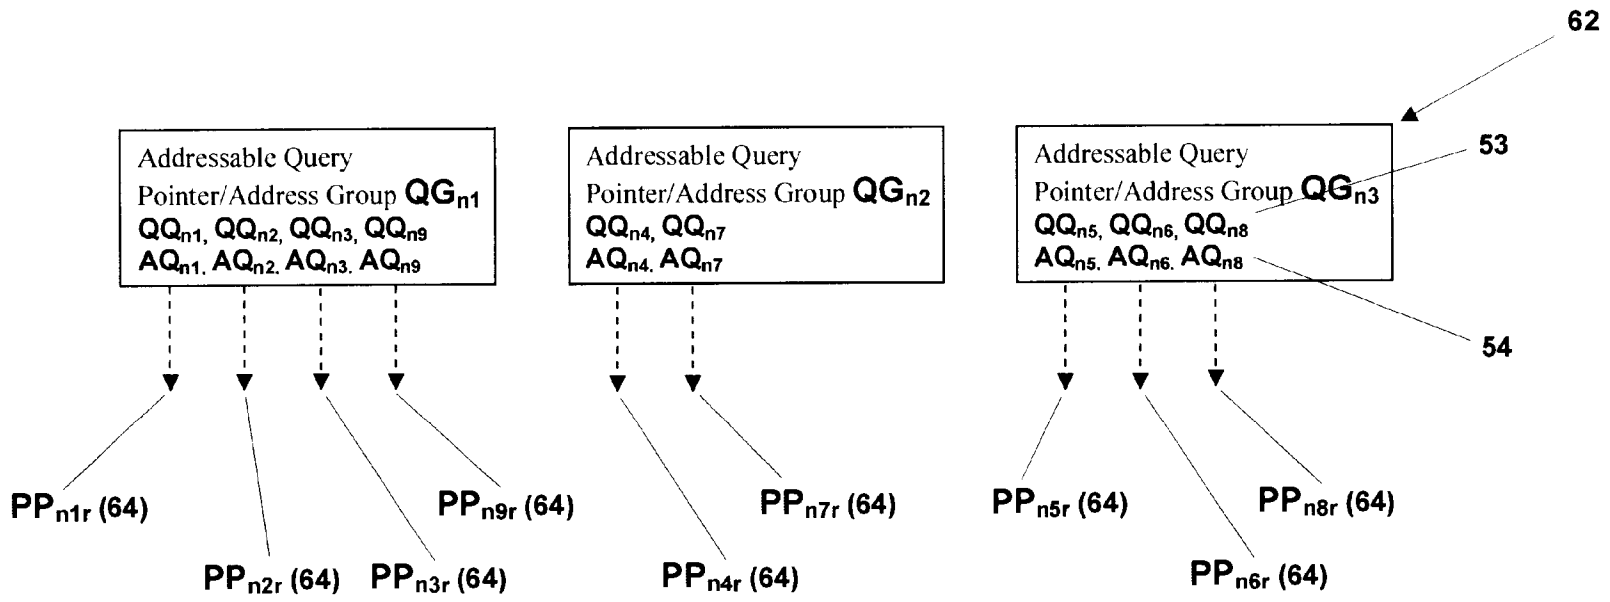 62
53
Addressable Query
Pointer/Address Group QGn1
QQn1, QQn2, QQn3, QQn9
AQn1. AQn2. AQn3. AQn9
Addressable Query
Pointer/Address Group QGn2
QQn4, QQn7
AQn4. AQn7
Addressable Query
Pointer/Address Group QGn3
QQn5, QQn6, QQn8
AQn5. AQn6. AQn8
54
PPn1r (64)
PPn9r (64)
PPn7r (64)
PPn5r (64)
PPn8r (64)
PPn2r (64)
PPn3r (64)
PPn4r (64)
PPn6r (64)